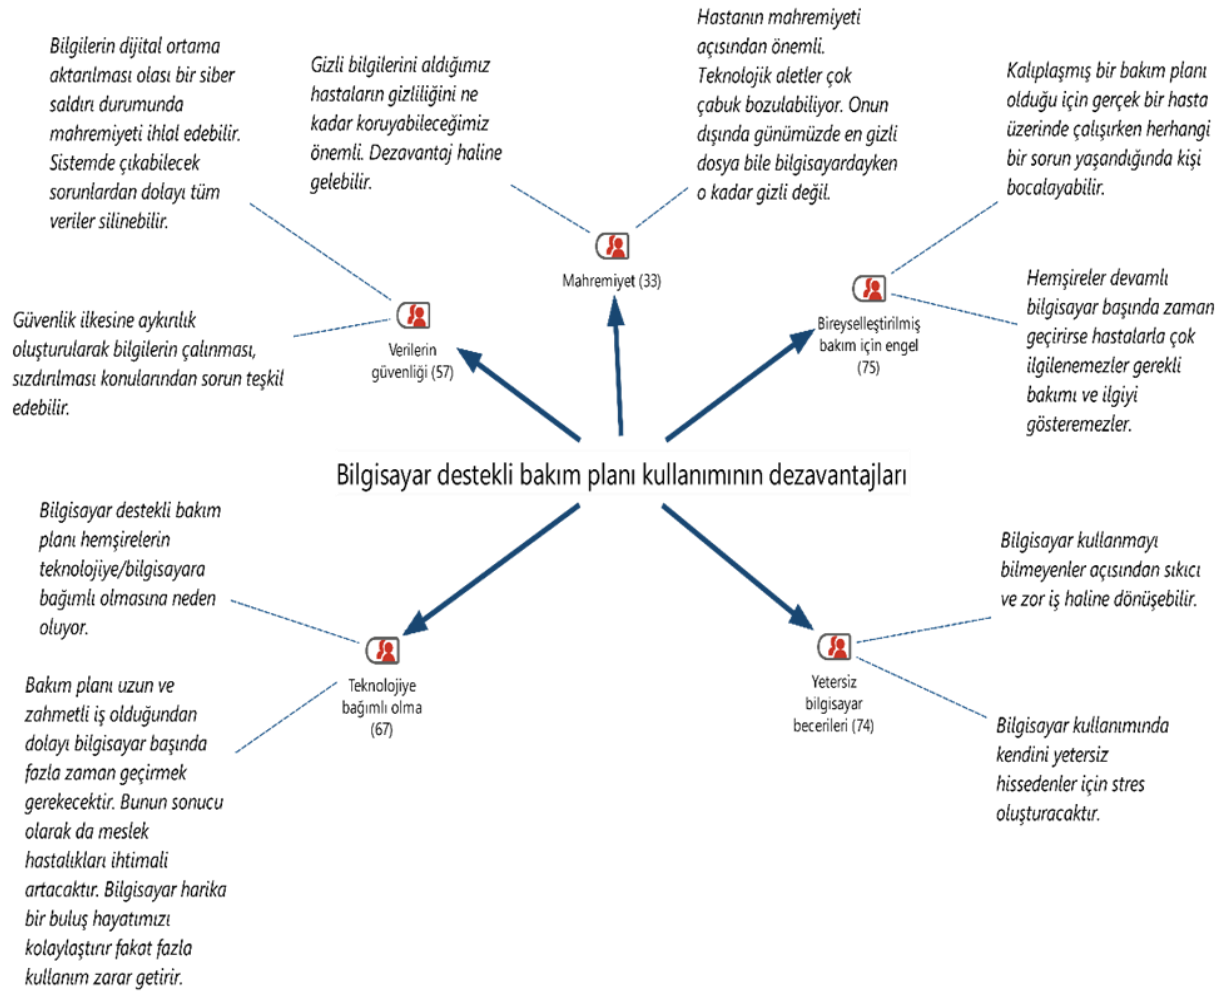 Bilgilerin dijital ortama
aktarılması olası bir siber
saldırı durumunda
mahremiyeti ihlal edebilir.
Sistemde çıkabilecek
sorunlardan dolayı tüm
veriler silinebilir.
Gizli bilgilerini aldığımız
hastaların gizliliğini ne
kadar koruyabileceğimiz
önemli. Dezavantaj haline
gelebilir.
Hastanın mahremiyeti
açısından önemli.
Teknolojik aletler çok
çabuk bozulabiliyor. Onun
dışında günümüzde en gizli
dosya bile bilgisayardayken
o kadar gizli değil.
Kalıplaşmış bir bakım planı
olduğu için gerçek bir hasta
üzerinde çalışırken herhangi
bir sorun yaşandığında kişi
bocalayabilir.
Mahremiyet (33)
Güvenlik ilkesine aykırılık
oluşturularak bilgilerin çalınması,
sızdırılması konularından sorun teşkil
edebilir.
Verilerin
güvenliği (57)
Bireyselleştirilmiş
bakım için engel
(75)
Hemşireler devamlı
bilgisayar başında zaman
geçirirse hastalarla çok
ilgilenemezler gerekli
bakımı ve ilgiyi
gösteremezler.
Bilgisayar destekli bakım planı kullanımının dezavantajları
Bilgisayar destekli bakım
planı hemşirelerin
teknolojiye/bilgisayara
bağımlı olmasına neden
oluyor.
Teknolojiye
bağımlı olma
(67)
Bakım planı uzun ve
zahmetli iş olduğundan
dolayı bilgisayar başında
fazla zaman geçirmek
gerekecektir. Bunun sonucu
olarak da meslek
hastalıkları ihtimali
artacaktır. Bilgisayar harika
bir buluş hayatımızı
kolaylaştırır fakat fazla
kullanım zarar getirir.
Bilgisayar kullanmayı
bilmeyenler açısından sıkıcı
ve zor iş haline dönüşebilir.
Yetersiz
bilgisayar
becerileri (74)
Bilgisayar kullanımında
kendini yetersiz
hissedenler için stres
oluşturacaktır.